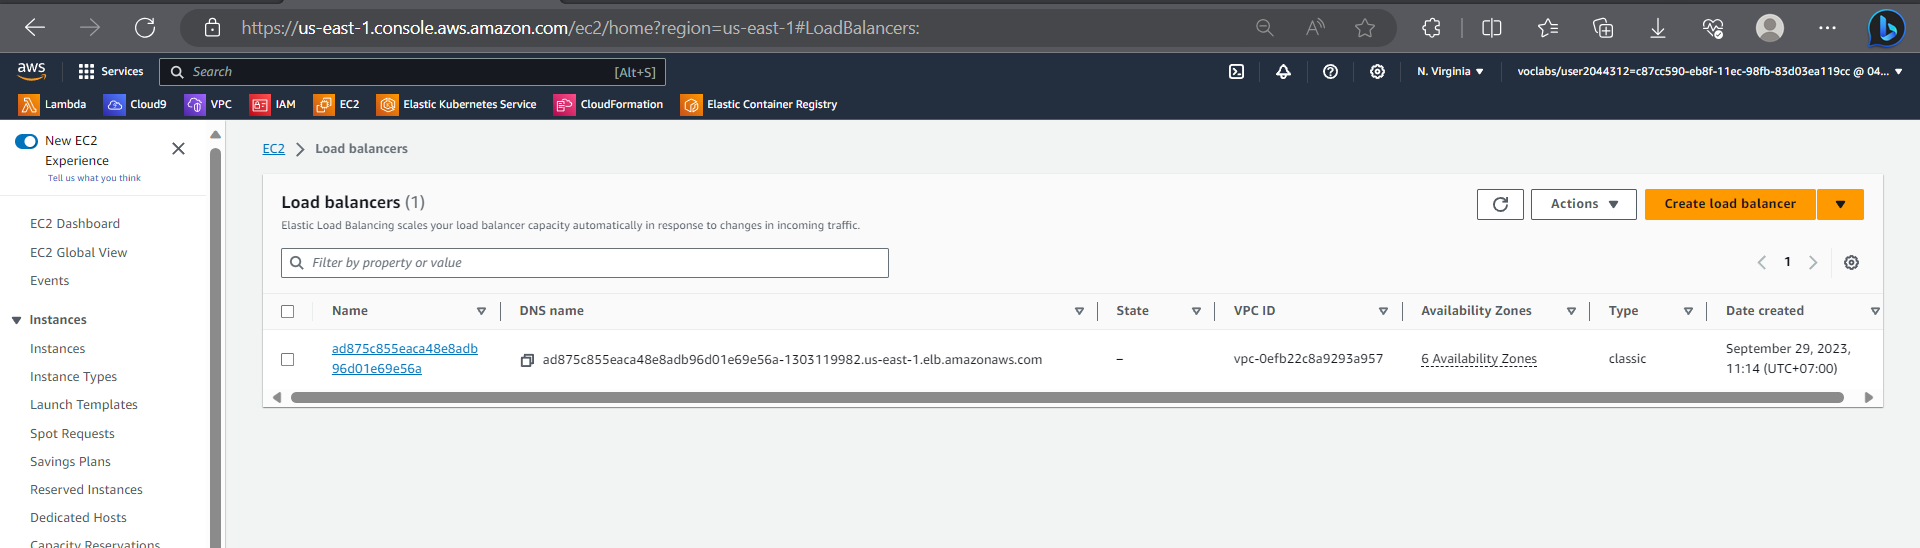 https://us-east-1.console.aws.amazon.com/ec2/home?region=us-east-1#LoadBalancers:
aws
Services
Search
[Alt+S]
N. Virginia
voclabs/user2044312=c87cc590-eb8f-11ec-98fb-83d03ea119cc @ 04...
Lambda
Cloud9
VPC
IAM
EC2
Elastic Kubernetes Service
CloudFormation
Elastic Container Registry
New EC2
Experience
Tell us what you think
EC2 Dashboard
EC2 Global View
Events
Instances
Instances
Instance Types
Launch Templates
Spot Requests
Savings Plans
Reserved Instances
Dedicated Hosts
Capacity Reservations
EC2 > Load balancers
Load balancers (1)
Elastic Load Balancing scales your load balancer capacity automatically in response to changes in incoming traffic.
Actions
Create load balancer
Filter by property or value
1
Name DNS name State VPC ID Availability Zones Type Date created
ad875c855eaca48e8adb
96d01e69e56a
ad875c855eaca48e8adb96d01e69e56a-1303119982.us-east-1.elb.amazonaws.com
–
vpc-0efb22c8a9293a957
6 Availability Zones
classic
September 29, 2023,
11:14 (UTC+07:00)